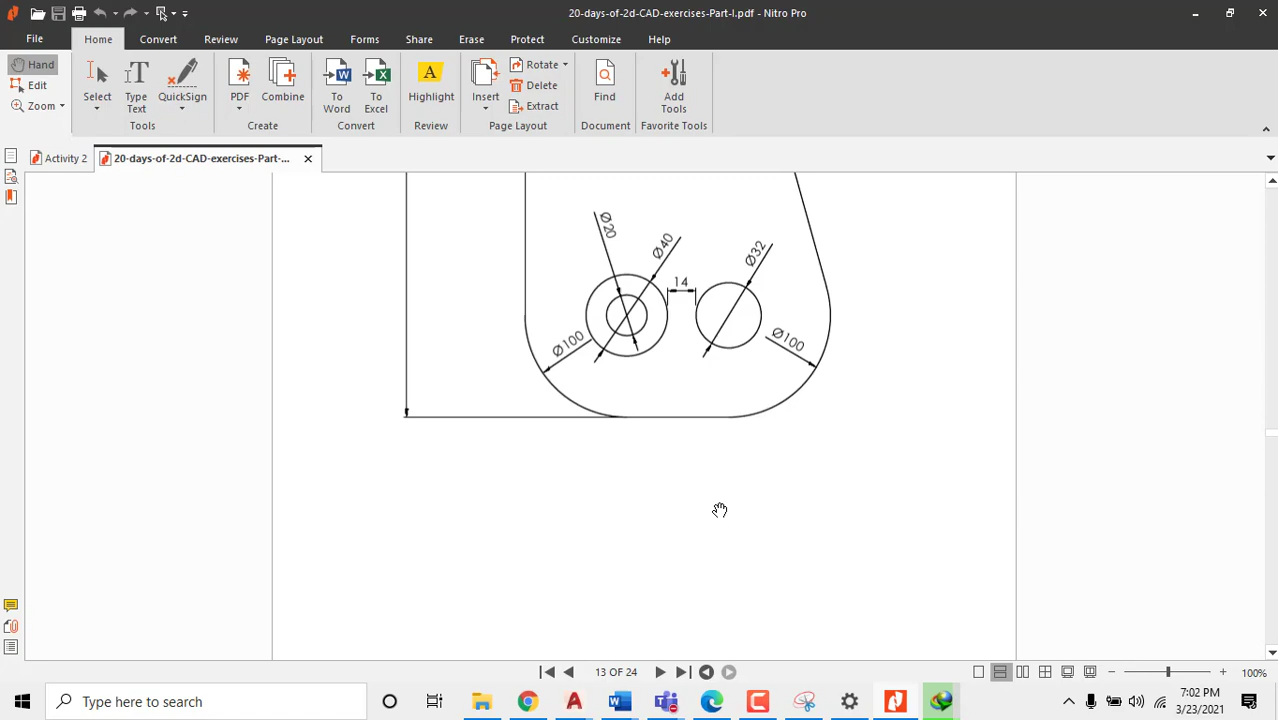 20-days-of-2d-CAD-exercises-Part-I.pdf - Nitro Pro
File Home Convert Review Page Layout Forms Share Erase Protect Customize Help
Hand
Edit
Zoom
Select
Type Text
QuickSign
Tools
PDF
Combine
Create
To Word
To Excel
Convert
Highlight
Review
Insert
Rotate
Delete
Extract
Page Layout
Find
Document
Add Tools
Favorite Tools
Activity 2
20-days-of-2d-CAD-exercises-Part-...
Ø20
Ø40
Ø32
14
Ø100
Ø100
13 OF 24
100%
Type here to search
7:02 PM
3/23/2021